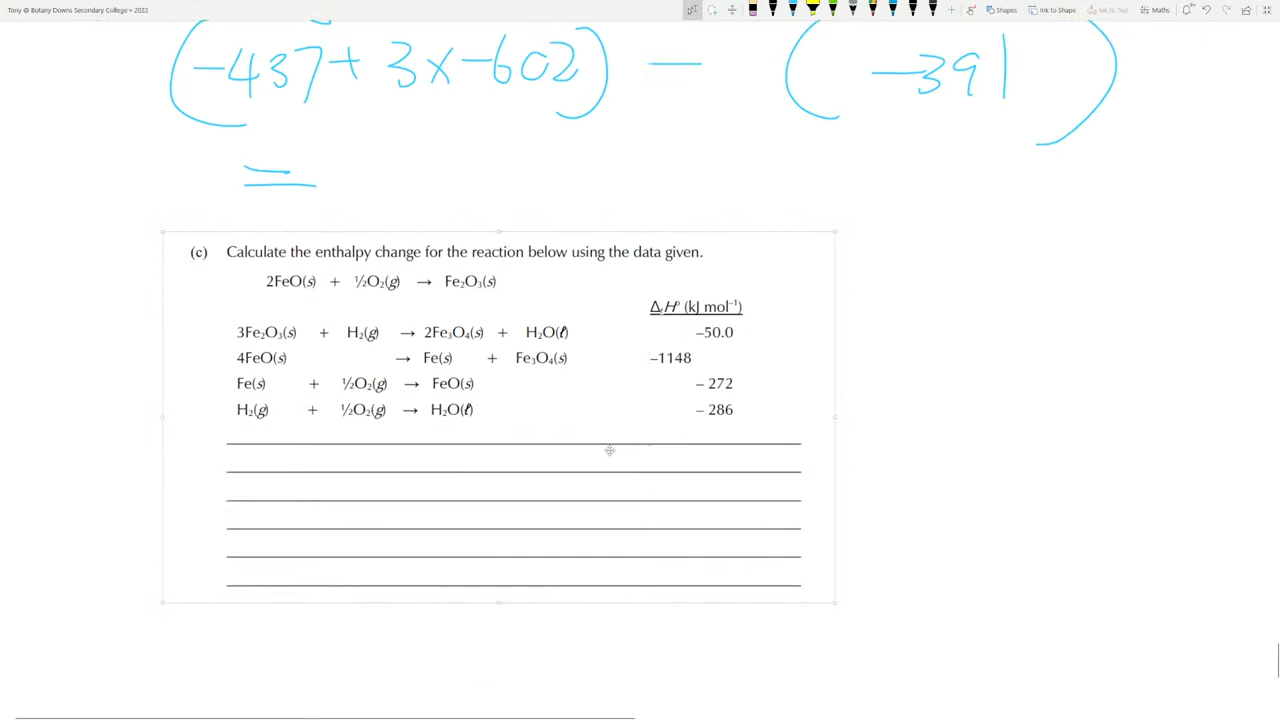 Tony @ Botany Downs Secondary College • 2022
Shapes Ink to Shape Ink to Text Maths
(-437+ 3x-602) — (-391)
=
(c) Calculate the enthalpy change for the reaction below using the data given.
2FeO(s) + ½O₂(g) → Fe₂O₃(s)
ΔᵣH° (kJ mol⁻¹)
3Fe₂O₃(s) + H₂(g) → 2Fe₃O₄(s) + H₂O(ℓ) –50.0
4FeO(s) → Fe(s) + Fe₃O₄(s) –1148
Fe(s) + ½O₂(g) → FeO(s) – 272
H₂(g) + ½O₂(g) → H₂O(ℓ) – 286